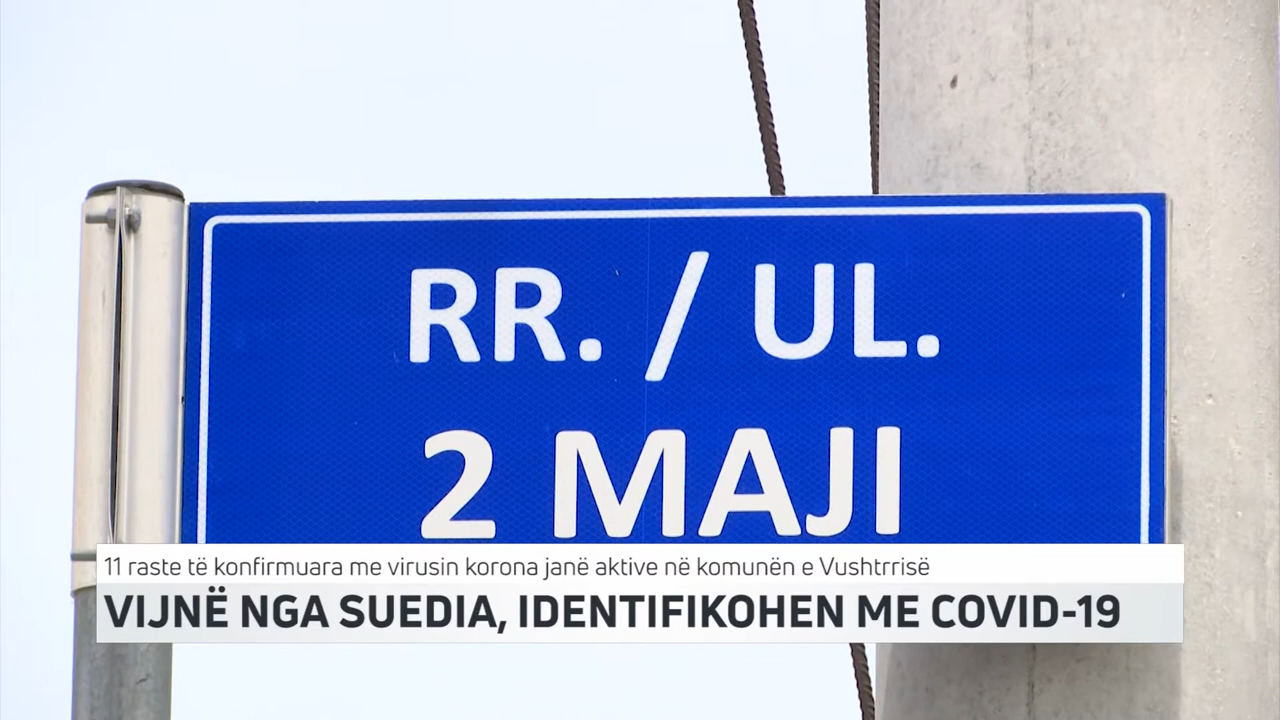 RR. / UL.
2 MAJI
11 raste të konfirmuara me virusin korona janë aktive në komunën e Vushtrrisë
VIJNË NGA SUEDIA, IDENTIFIKOHEN ME COVID-19